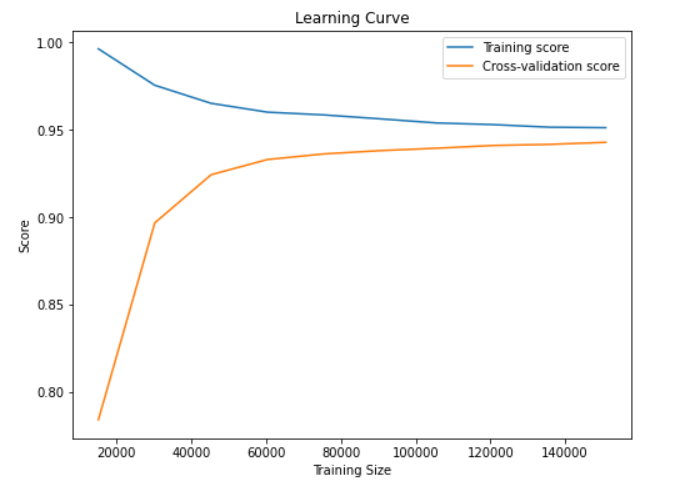 Learning Curve
Training score
Cross-validation score
1.00
0.95
0.90
0.85
0.80
Score
20000 40000 60000 80000 100000 120000 140000
Training Size